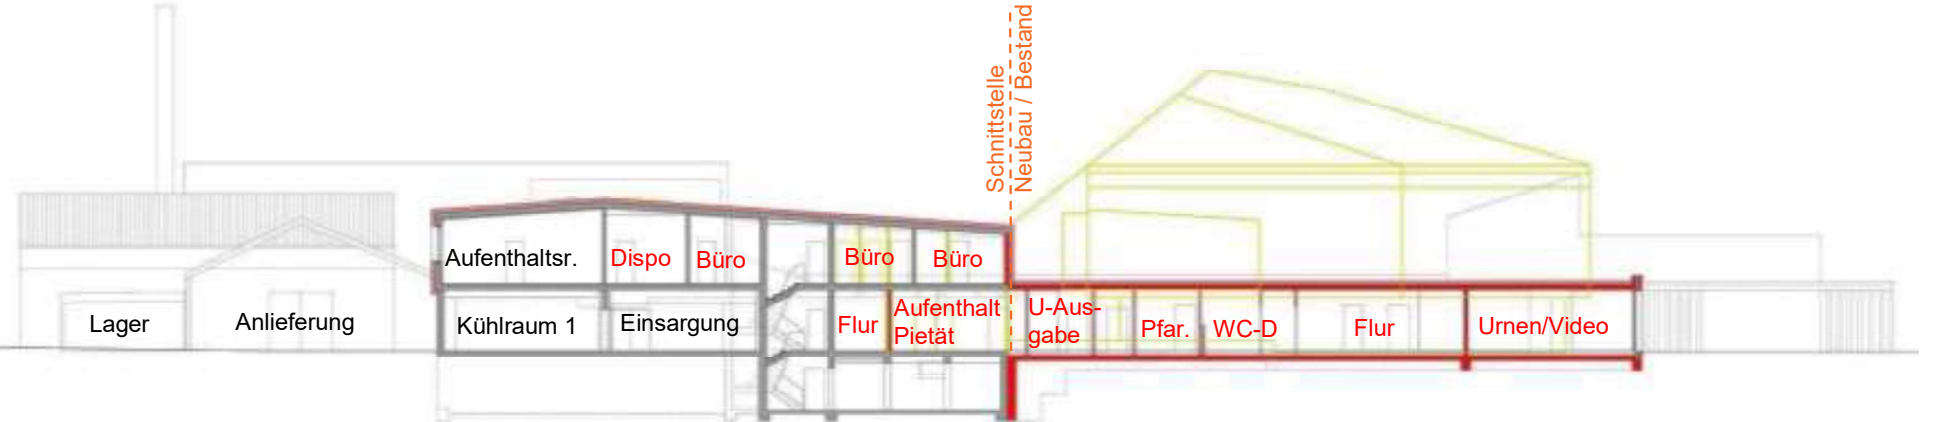 Schnittstelle
Neubau / Bestand
Aufenthaltsr.
Dispo
Büro
Büro
Büro
Lager
Anlieferung
Kühlraum 1
Einsargung
Flur
Aufenthalt
Pietät
U-Aus-
gabe
Pfar.
WC-D
Flur
Urnen/Video